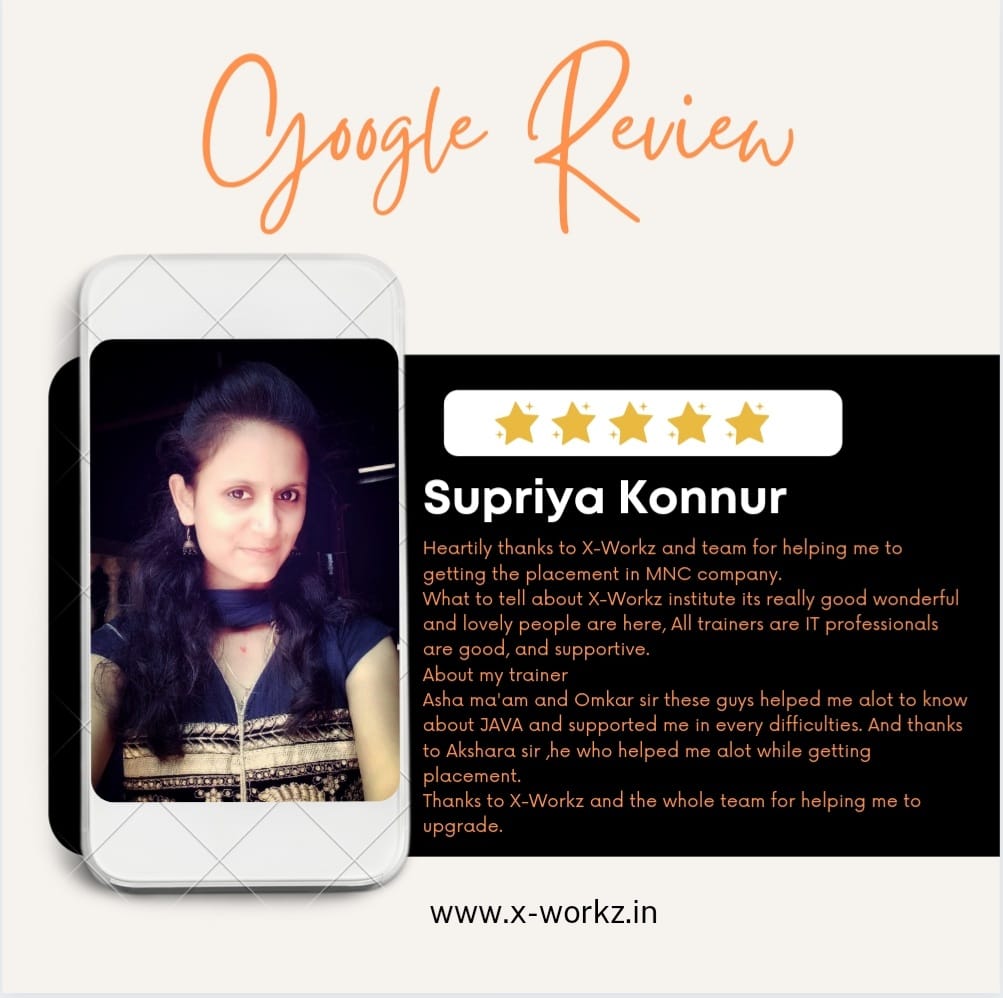 Google Review
Supriya Konnur
Heartily thanks to X-Workz and team for helping me to
getting the placement in MNC company.
What to tell about X-Workz institute its really good wonderful
and lovely people are here, All trainers are IT professionals
are good, and supportive.
About my trainer
Asha ma'am and Omkar sir these guys helped me alot to know
about JAVA and supported me in every difficulties. And thanks
to Akshara sir ,he who helped me alot while getting
placement.
Thanks to X-Workz and the whole team for helping me to
upgrade.
www.x-workz.in